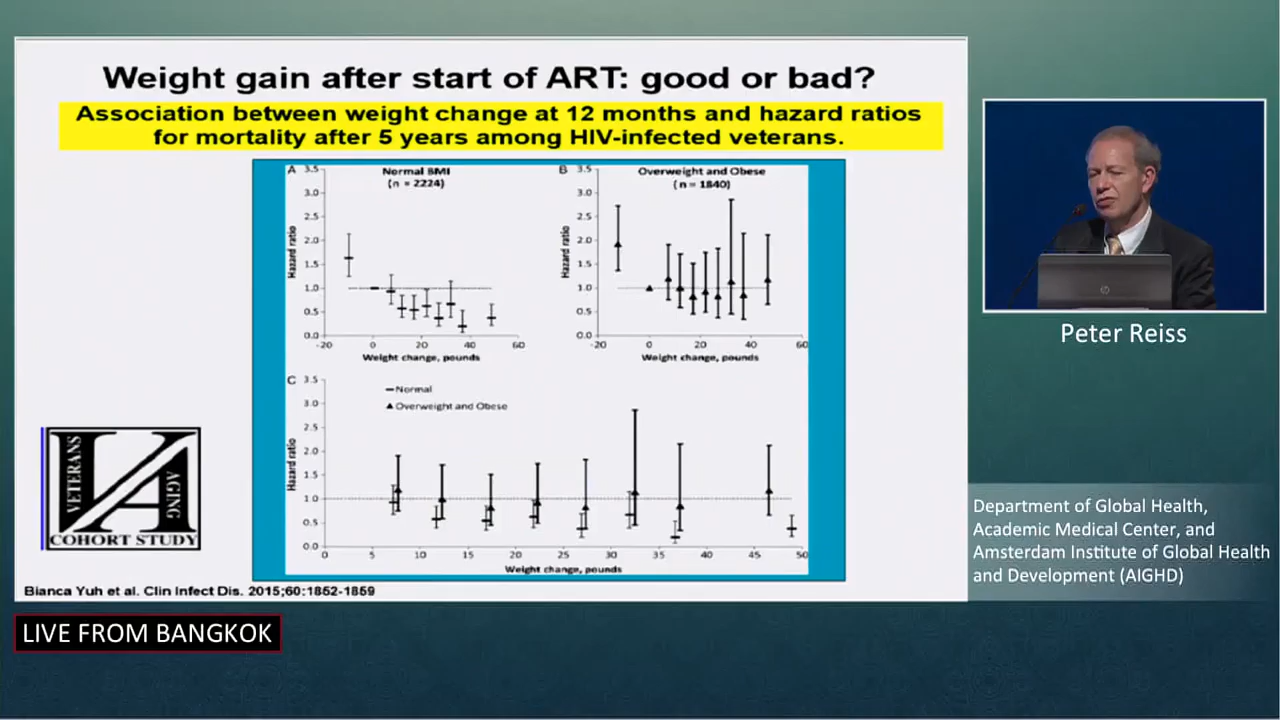 Weight gain after start of ART: good or bad?
Association between weight change at 12 months and hazard ratios
for mortality after 5 years among HIV-infected veterans.
A
Normal BMI
(n = 2224)
3.5
3.0
2.5
2.0
1.5
1.0
0.5
0.0
Hazard ratio
-20
0
20
40
60
Weight change, pounds
B
Overweight and Obese
(n = 1840)
3.5
3.0
2.5
2.0
1.5
1.0
0.5
0.0
Hazard ratio
-20
0
20
40
60
Weight change, pounds
C
Normal
Overweight and Obese
3.5
3.0
2.5
2.0
1.5
1.0
0.5
0.0
Hazard ratio
0
5
10
15
20
25
30
35
40
45
50
Weight change, pounds
VETERANS
AGING
COHORT STUDY
Bianca Yuh et al. Clin Infect Dis. 2015;60:1852-1859
hp
Peter Reiss
Department of Global Health,
Academic Medical Center, and
Amsterdam Institute of Global Health
and Development (AIGHD)
LIVE FROM BANGKOK